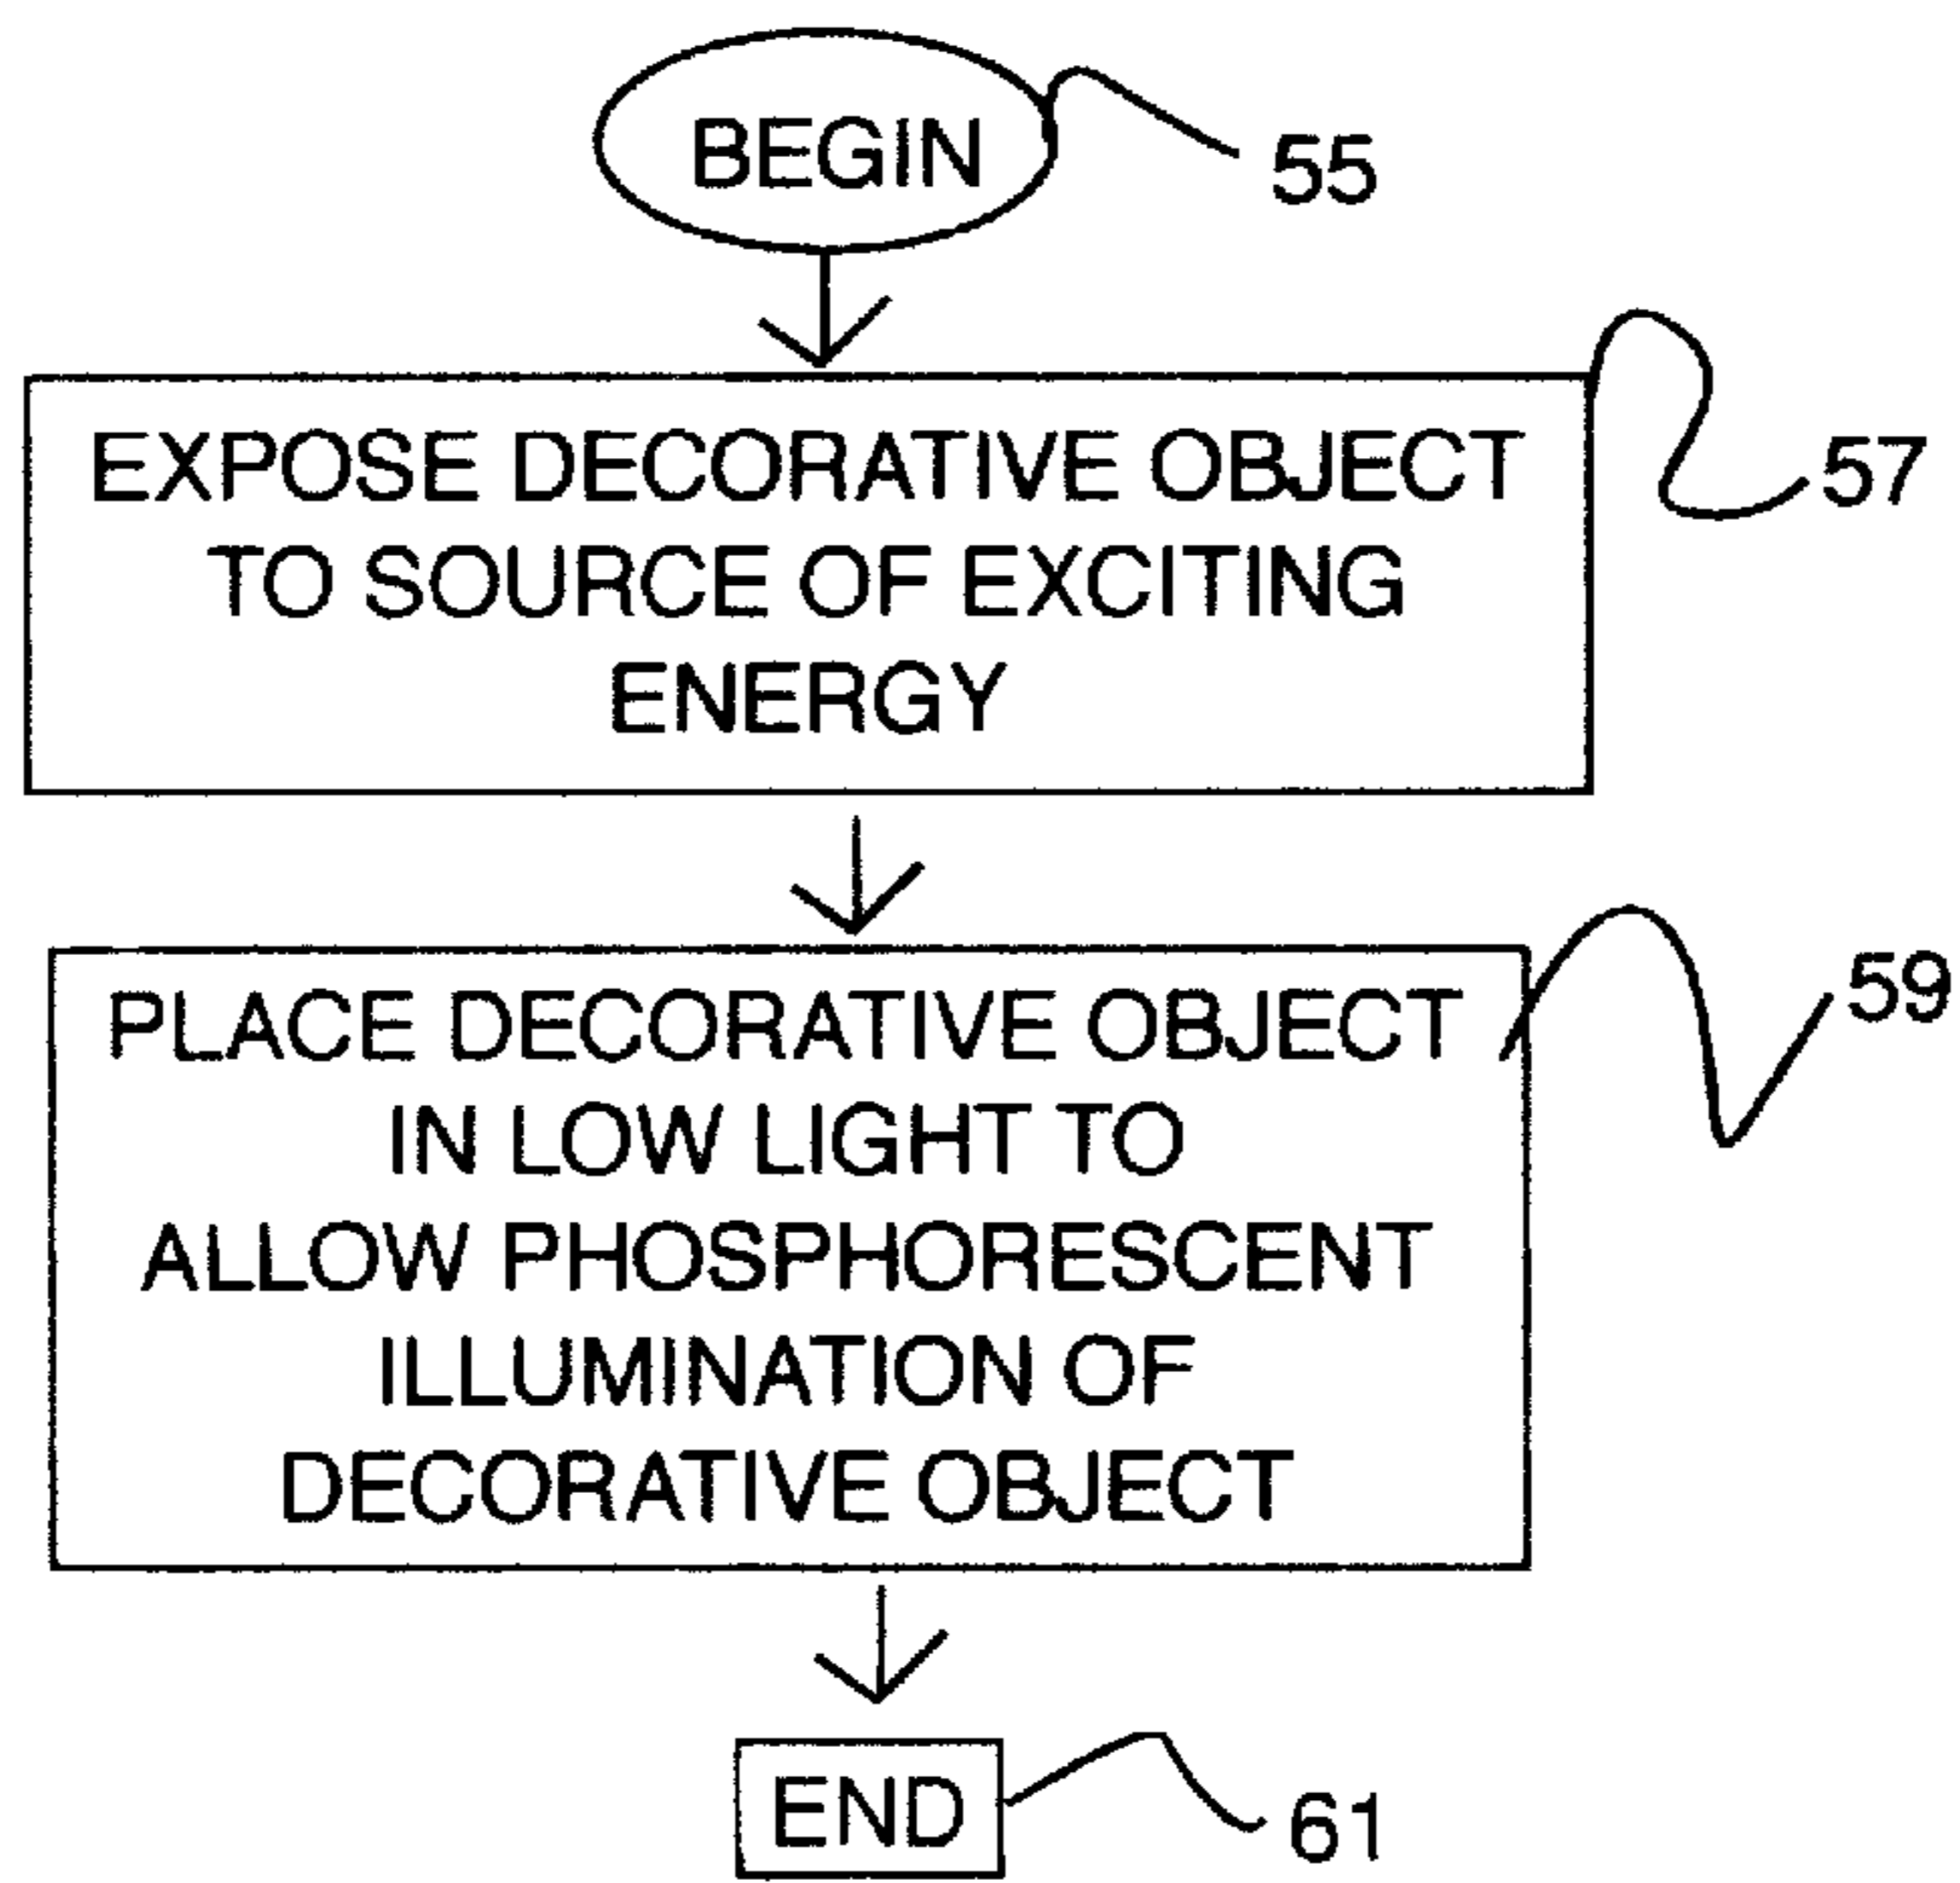 BEGIN
55
EXPOSE DECORATIVE OBJECT
TO SOURCE OF EXCITING
ENERGY
57
PLACE DECORATIVE OBJECT
IN LOW LIGHT TO
ALLOW PHOSPHORESCENT
ILLUMINATION OF
DECORATIVE OBJECT
59
END
61